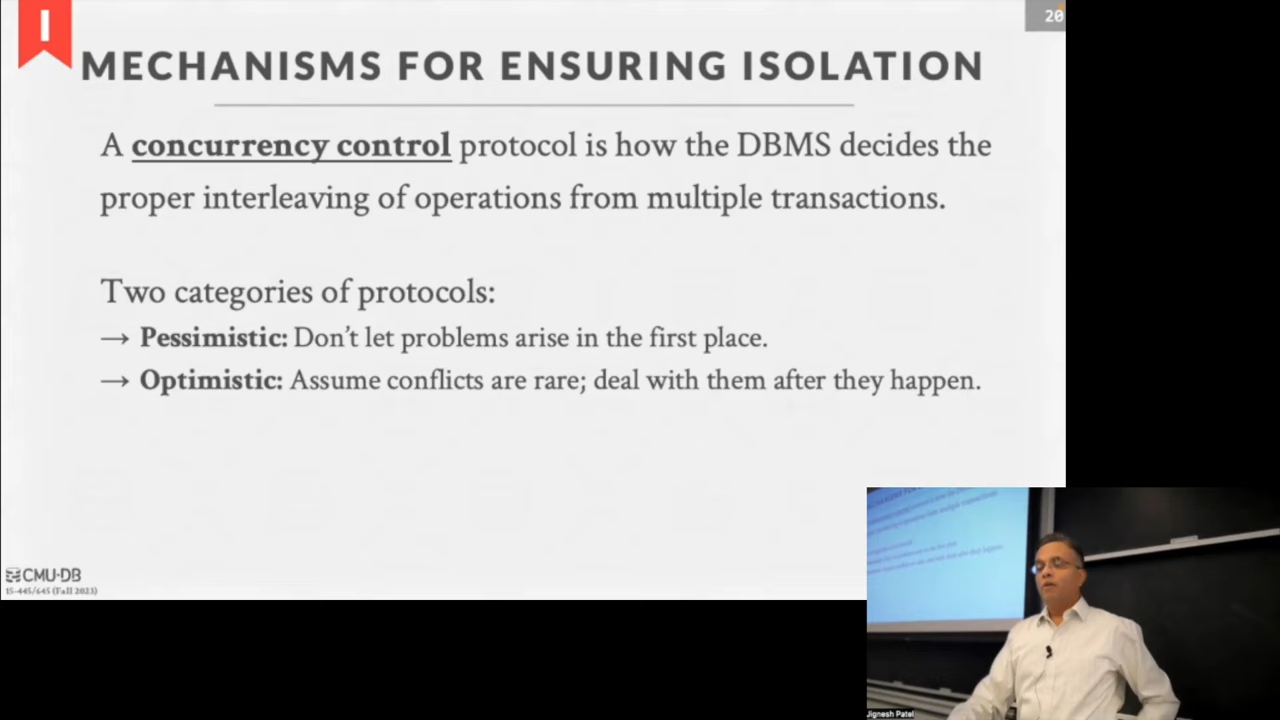 I
20
MECHANISMS FOR ENSURING ISOLATION
A concurrency control protocol is how the DBMS decides the
proper interleaving of operations from multiple transactions.
Two categories of protocols:
→ Pessimistic: Don't let problems arise in the first place.
→ Optimistic: Assume conflicts are rare; deal with them after they happen.
CMU·DB
15-445/645 (Fall 2023)
Jignesh Patel